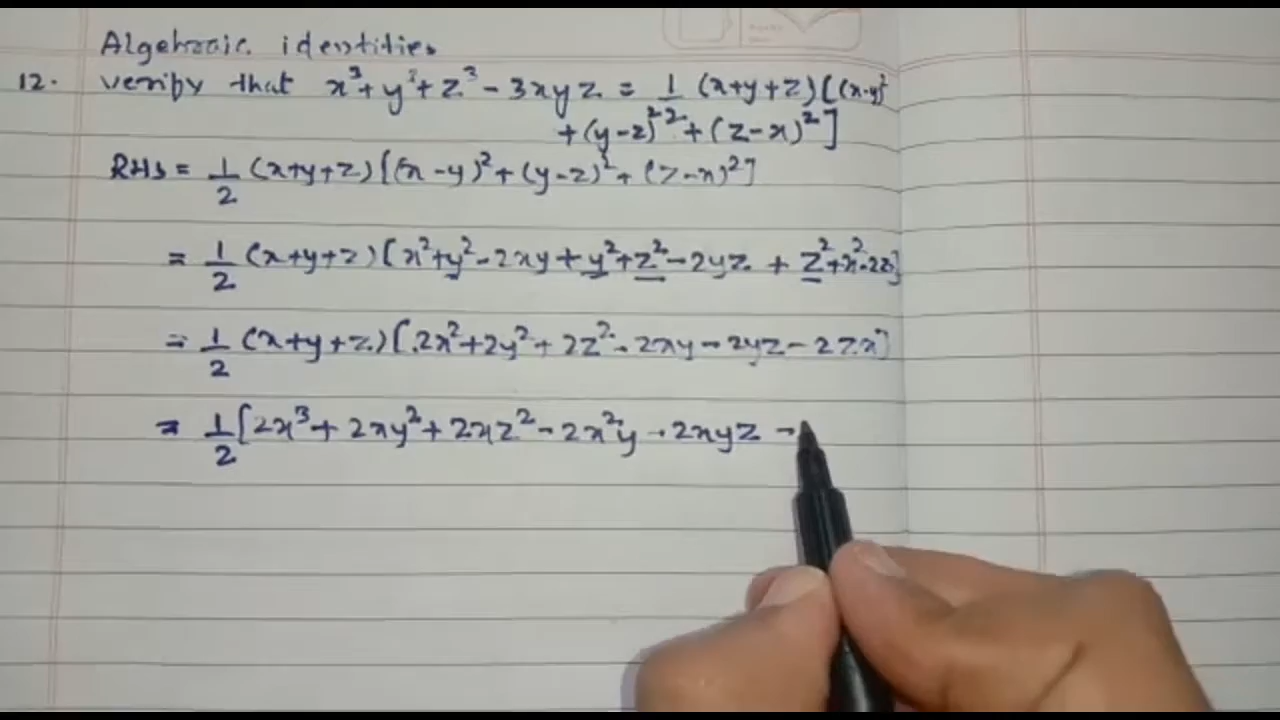 Algebraic identities
12. Verify that x³+y³+z³-3xyz = 1/2 (x+y+z)[(x-y)²
+(y-z)²+(z-x)²]
RHS = 1/2 (x+y+z)[(x-y)²+(y-z)²+(z-x)²]
= 1/2 (x+y+z)[x²+y²-2xy+y²+z²-2yz+z²+x²-2zx]
= 1/2 (x+y+z)[2x²+2y²+2z²-2xy-2yz-2zx]
= 1/2 [2x³+2xy²+2xz²-2x²y-2xyz-